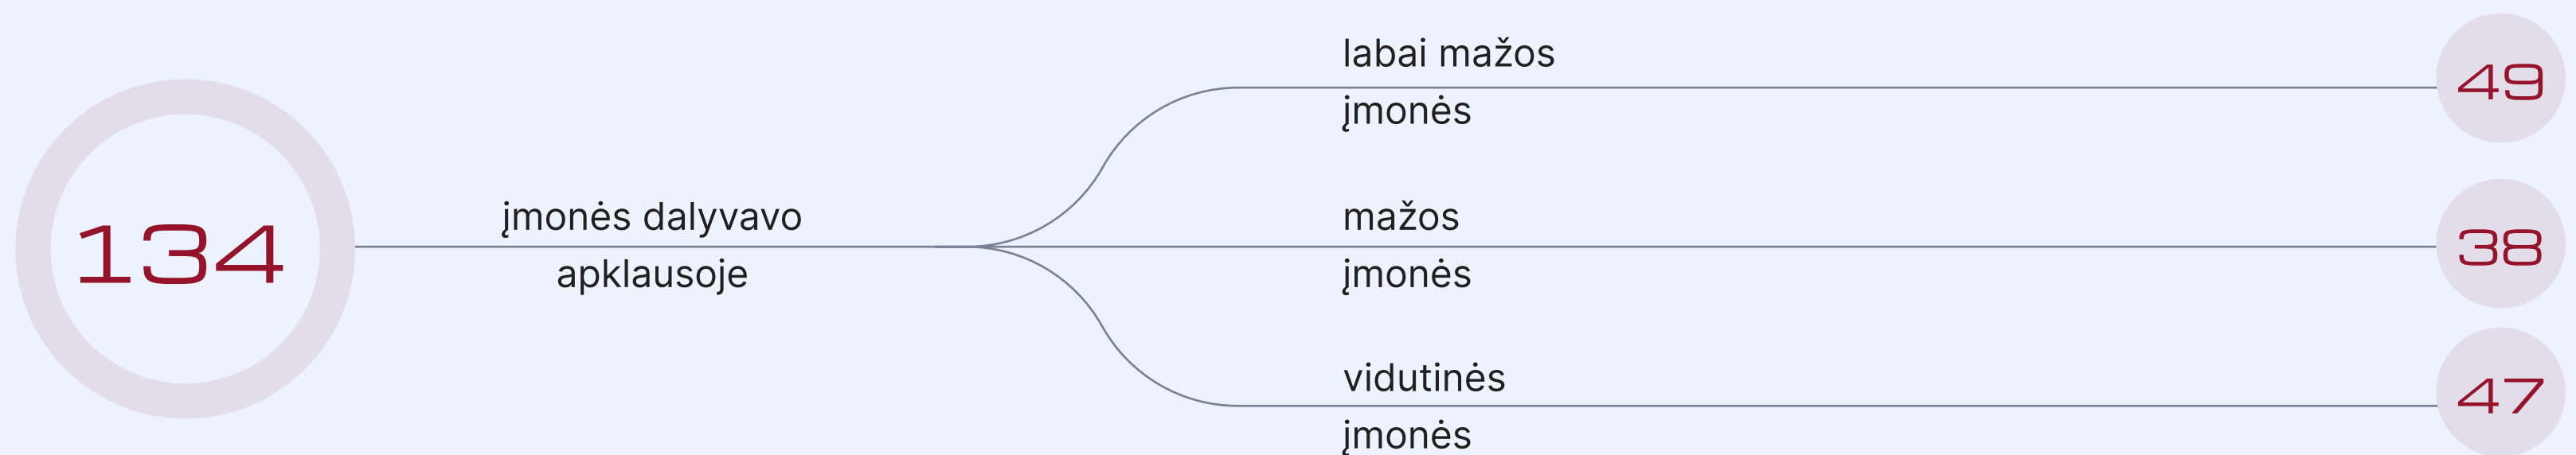 134
įmonės dalyvavo
apklausoje
labai mažos
įmonės
49
mažos
įmonės
38
vidutinės
įmonės
47